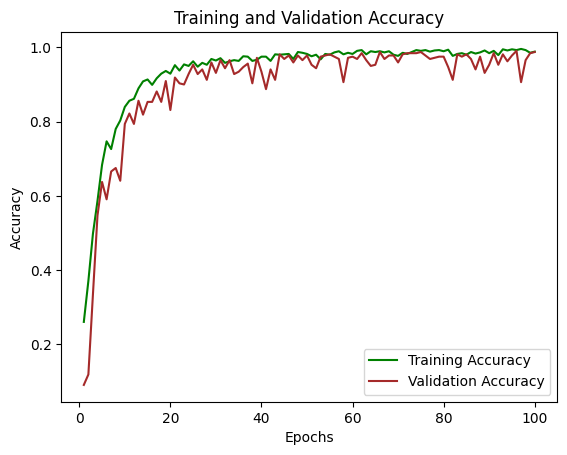 Training and Validation Accuracy
1.0
0.8
0.6
0.4
0.2
Accuracy
0
20
40
60
80
100
Epochs
Training Accuracy
Validation Accuracy